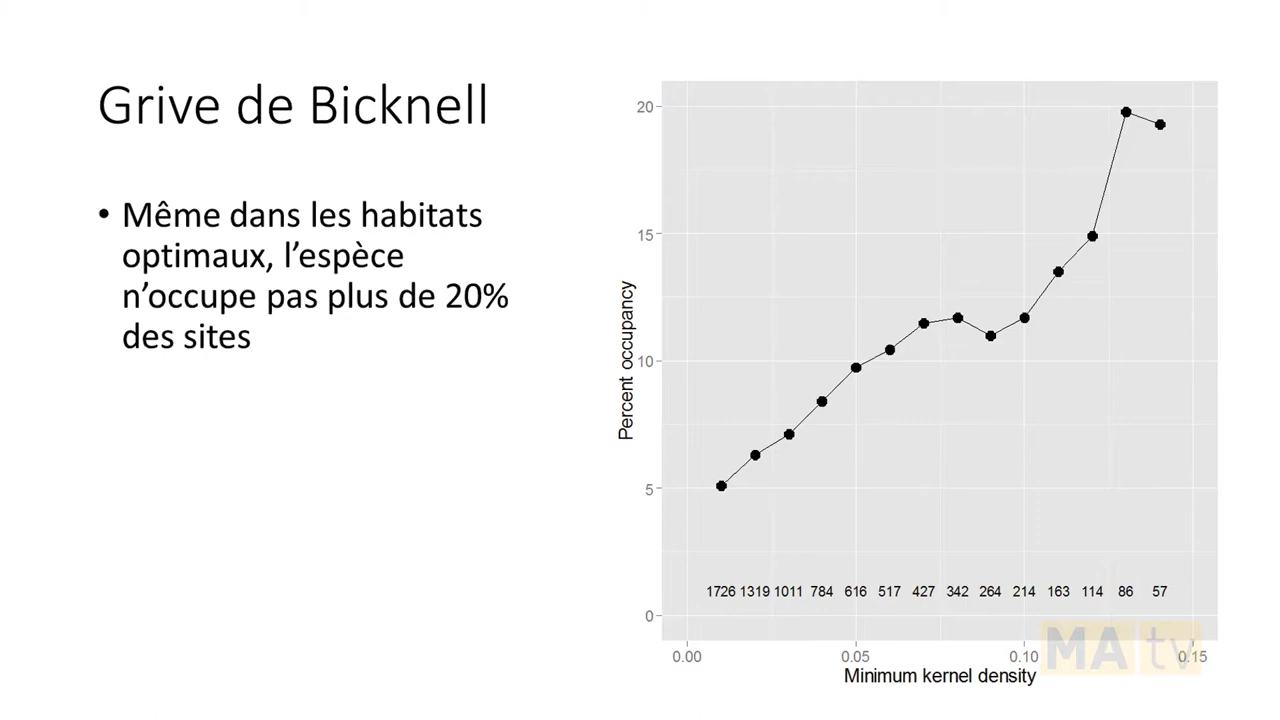 Grive de Bicknell
• Même dans les habitats
optimaux, l’espèce
n’occupe pas plus de 20%
des sites
Percent occupancy
20
15
10
5
0
1726 1319 1011 784 616 517 427 342 264 214 163 114 86 57
0.00 0.05 0.10 0.15
Minimum kernel density
MAtv